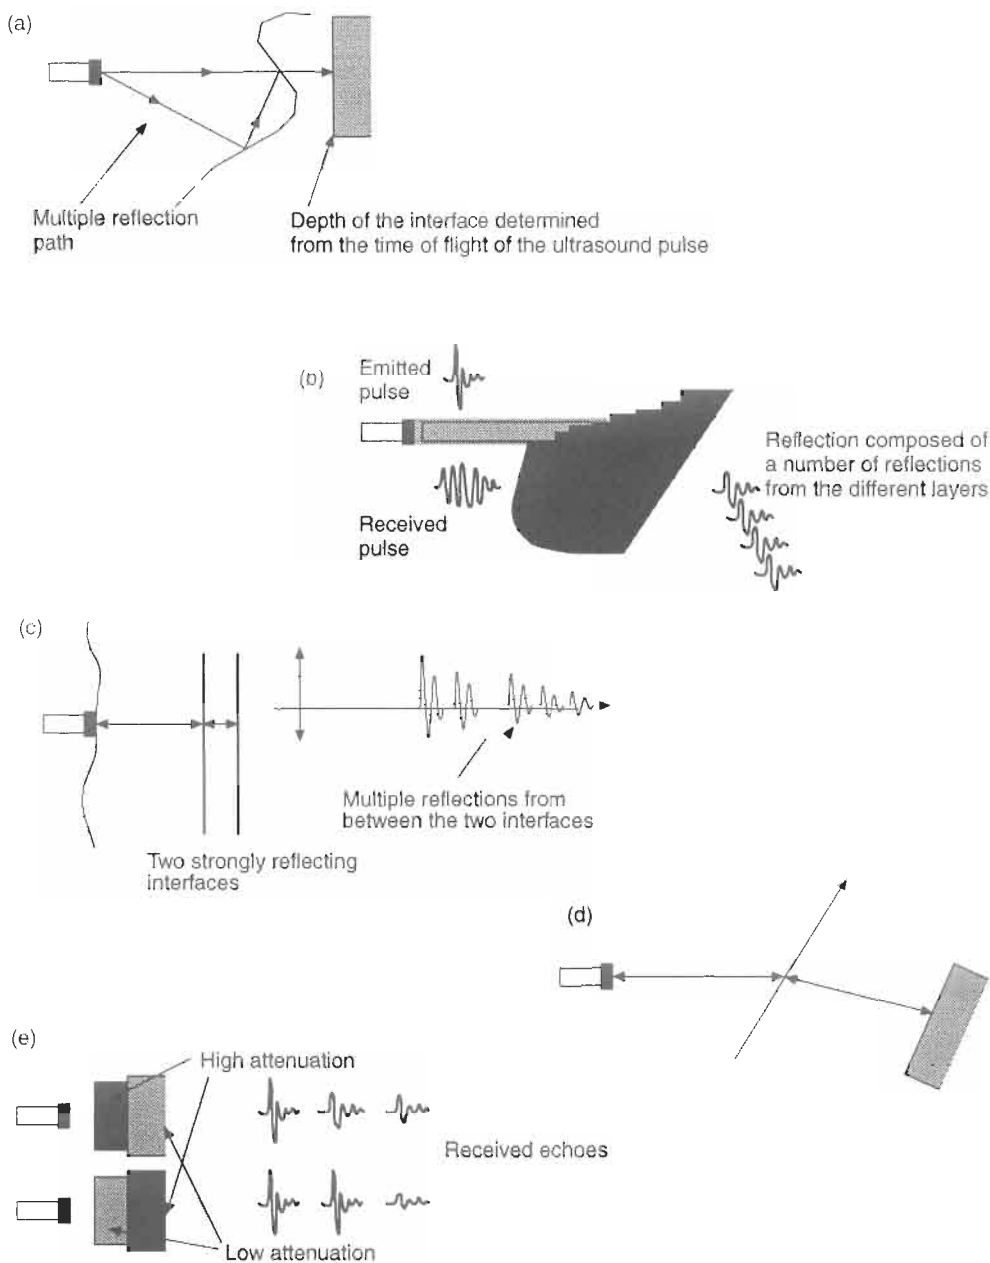 (a)
Multiple reflection
path
Depth of the interface determined
from the time of flight of the ultrasound pulse
(b)
Emitted
pulse
Received
pulse
Reflection composed of
a number of reflections
from the different layers
(c)
Multiple reflections from
between the two interfaces
Two strongly reflecting
interfaces
(d)
(e)
High attenuation
Received echoes
Low attenuation